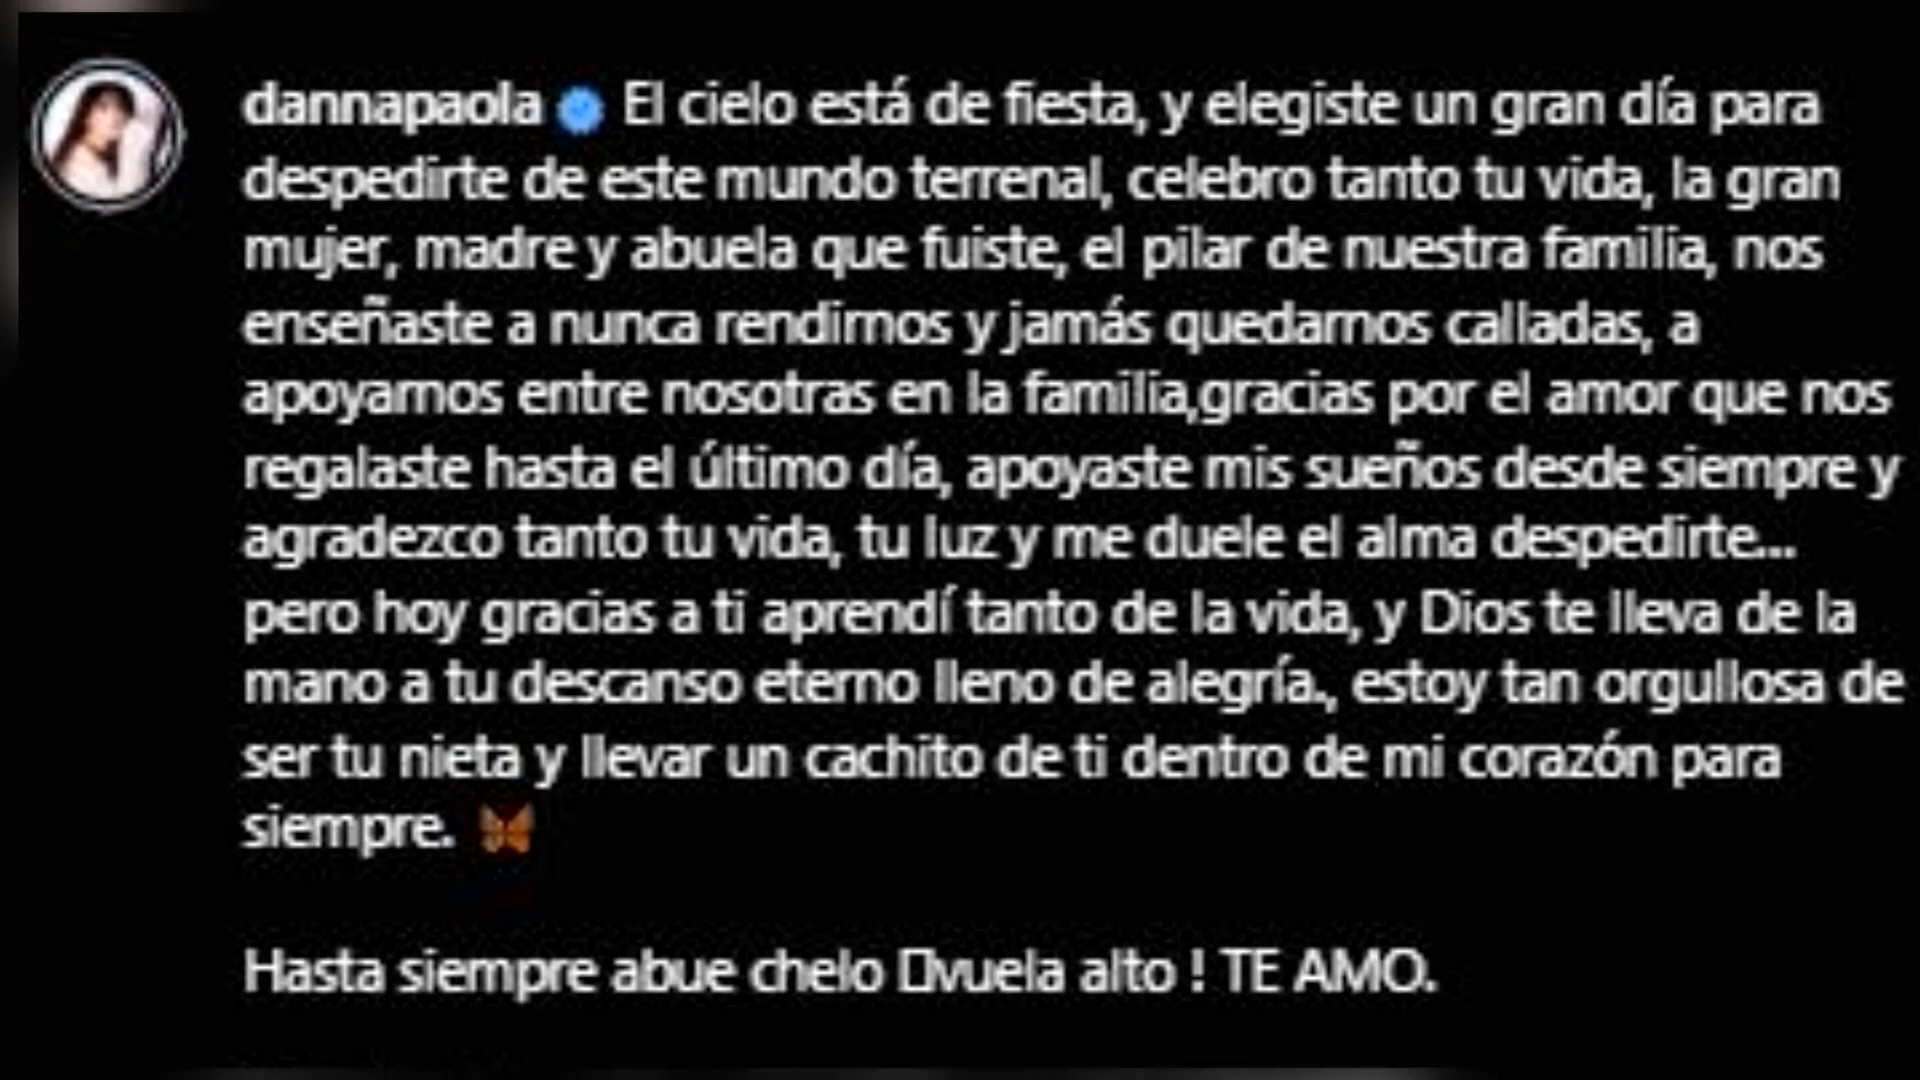 dannapaola El cielo está de fiesta, y elegiste un gran día para
despedirte de este mundo terrenal, celebro tanto tu vida, la gran
mujer, madre y abuela que fuiste, el pilar de nuestra familia, nos
enseñaste a nunca rendirnos y jamás quedarnos calladas, a
apoyarnos entre nosotras en la familia,gracias por el amor que nos
regalaste hasta el último día, apoyaste mis sueños desde siempre y
agradezco tanto tu vida, tu luz y me duele el alma despedirte...
pero hoy gracias a ti aprendí tanto de la vida, y Dios te lleva de la
mano a tu descanso eterno lleno de alegría., estoy tan orgullosa de
ser tu nieta y llevar un cachito de ti dentro de mi corazón para
siempre. 🦋
Hasta siempre abue chelo ▯vuela alto ! TE AMO.